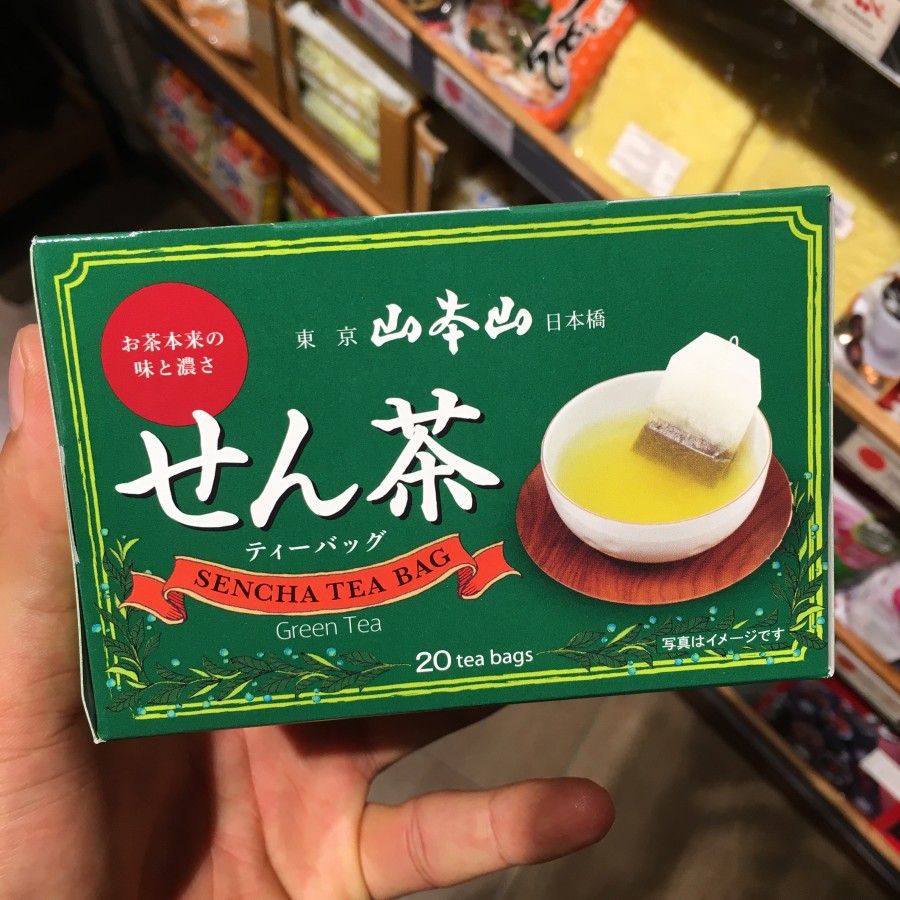 お茶本来の
味と濃さ
東京 山本山 日本橋
せん茶
ティーバッグ
SENCHA TEA BAG
Green Tea
20 tea bags
写真はイメージです